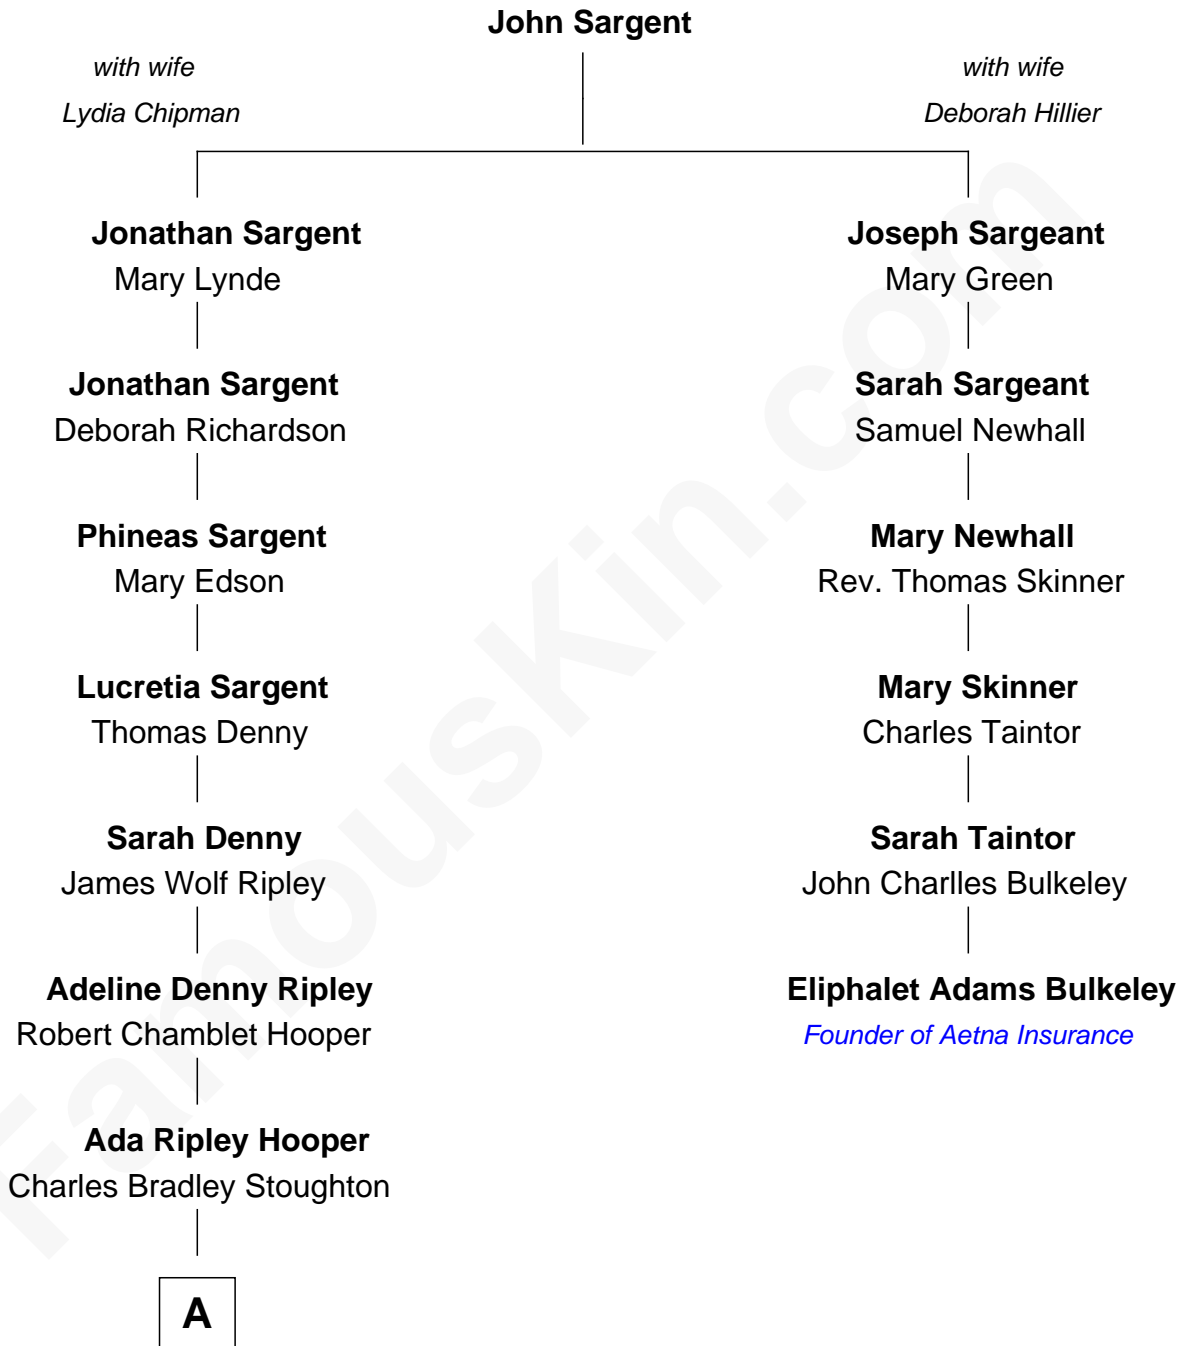 John Sargent
with wife
Lydia Chipman
with wife
Deborah Hillier
Jonathan Sargent
Mary Lynde
Joseph Sargeant
Mary Green
Jonathan Sargent
Deborah Richardson
Sarah Sargeant
Samuel Newhall
Phineas Sargent
Mary Edson
Mary Newhall
Rev. Thomas Skinner
Lucretia Sargent
Thomas Denny
Mary Skinner
Charles Taintor
Sarah Denny
James Wolf Ripley
Sarah Taintor
John Charlles Bulkeley
Adeline Denny Ripley
Robert Chamblet Hooper
Eliphalet Adams Bulkeley
Founder of Aetna Insurance
Ada Ripley Hooper
Charles Bradley Stoughton
A
FamousKin.com